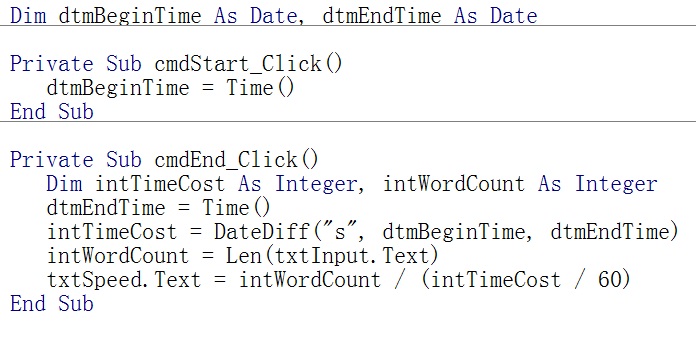 Dim dtmBeginTime As Date, dtmEndTime As Date
Private Sub cmdStart_Click()
dtmBeginTime = Time()
End Sub
Private Sub cmdEnd_Click()
Dim intTimeCost As Integer, intWordCount As Integer
dtmEndTime = Time()
intTimeCost = DateDiff("s", dtmBeginTime, dtmEndTime)
intWordCount = Len(txtInput.Text)
txtSpeed.Text = intWordCount / (intTimeCost / 60)
End Sub